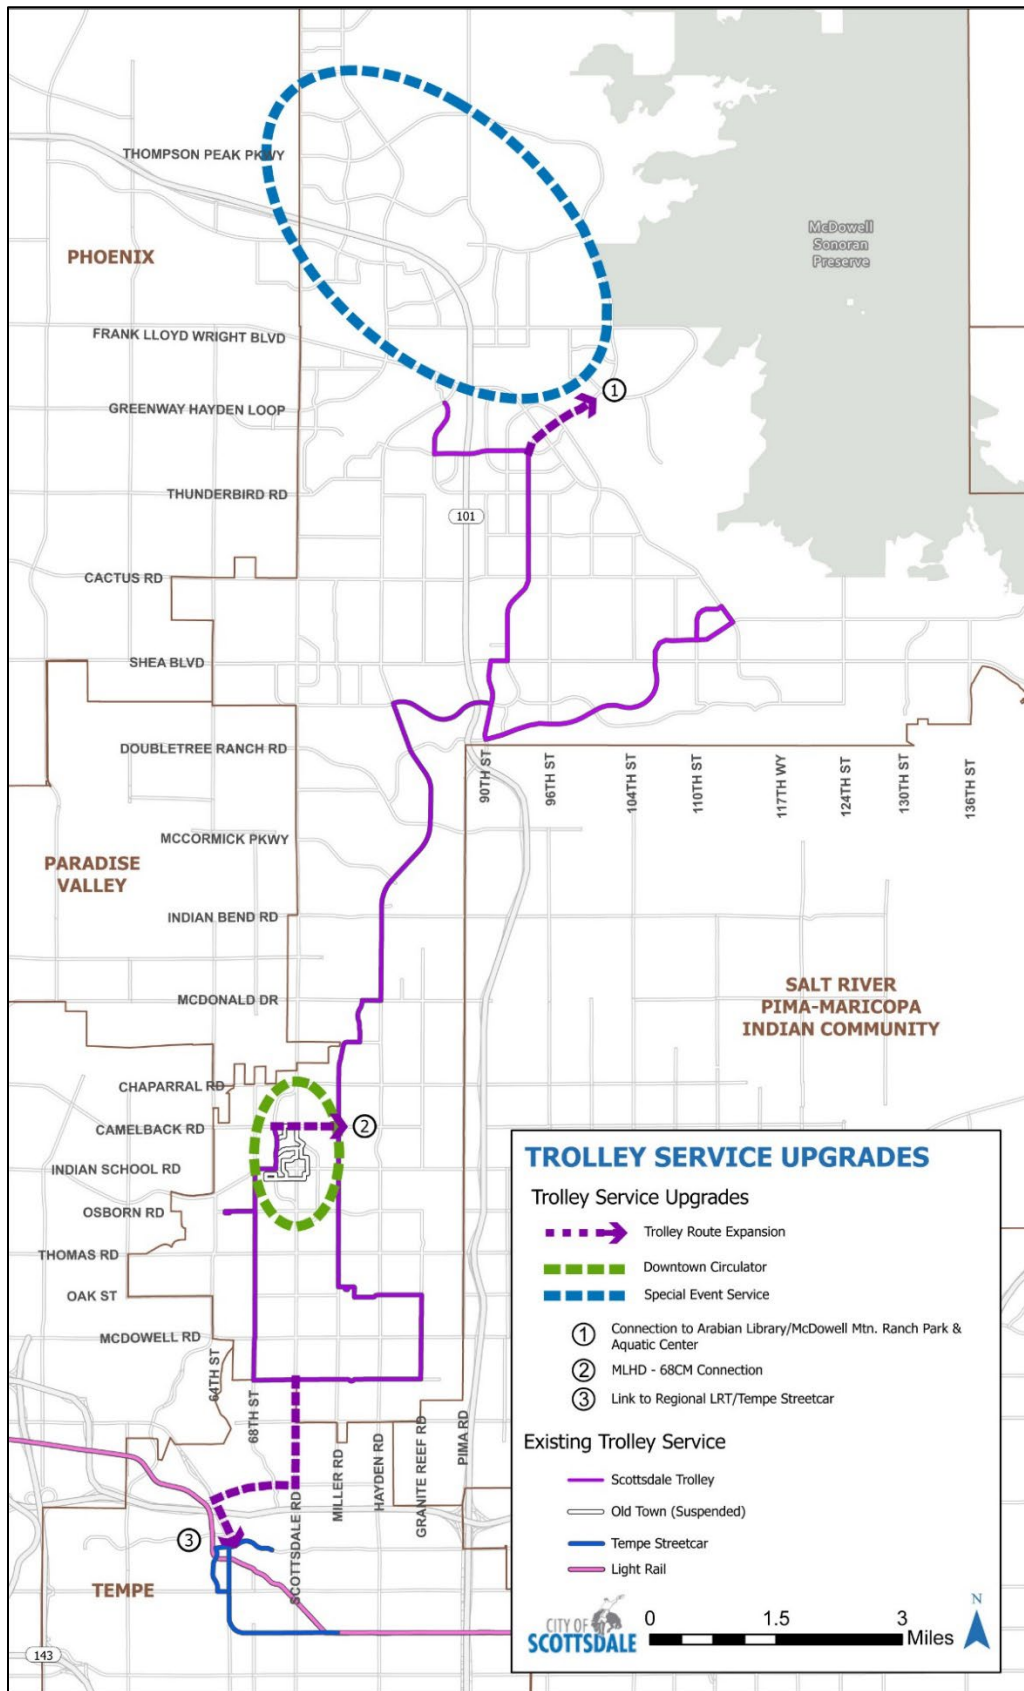 THOMPSON PEAK PKWY
McDowell
Sonoran
Preserve
PHOENIX
FRANK LLOYD WRIGHT BLVD
1
GREENWAY HAYDEN LOOP
THUNDERBIRD RD
101
CACTUS RD
SHEA BLVD
DOUBLETREE RANCH RD
90TH ST
96TH ST
104TH ST
110TH ST
117TH WY
124TH ST
130TH ST
136TH ST
MCCORMICK PKWY
PARADISE
VALLEY
INDIAN BEND RD
MCDONALD DR
SALT RIVER
PIMA-MARICOPA
INDIAN COMMUNITY
CHAPARRAL RD
CAMELBACK RD
2
INDIAN SCHOOL RD
OSBORN RD
THOMAS RD
OAK ST
MCDOWELL RD
64TH ST
68TH ST
SCOTTSDALE RD
MILLER RD
HAYDEN RD
GRANITE REEF RD
PIMA RD
3
TEMPE
143
TROLLEY SERVICE UPGRADES
Trolley Service Upgrades
Trolley Route Expansion
Downtown Circulator
Special Event Service
1 Connection to Arabian Library/McDowell Mtn. Ranch Park &
Aquatic Center
2 MLHD - 68CM Connection
3 Link to Regional LRT/Tempe Streetcar
Existing Trolley Service
Scottsdale Trolley
Old Town (Suspended)
Tempe Streetcar
Light Rail
CITY OF
SCOTTSDALE
0 1.5 3
Miles
N